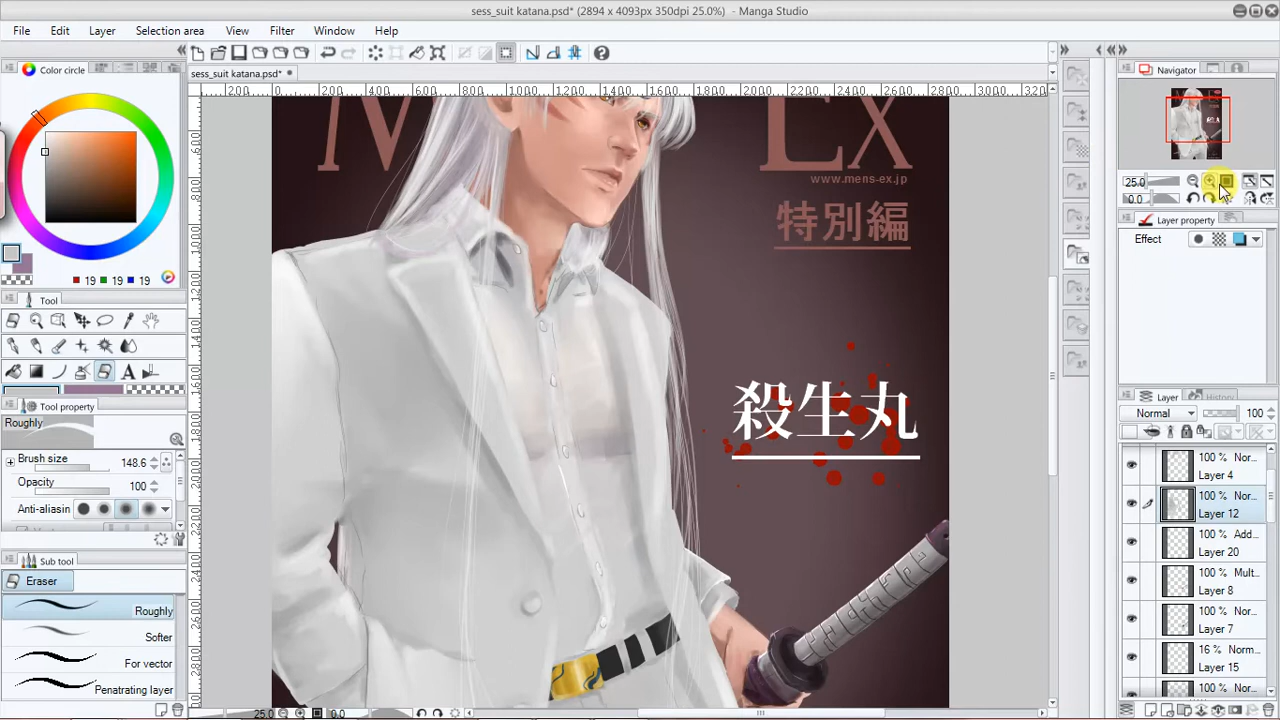 sess_suit katana.psd* (2894 x 4093px 350dpi 25.0%) - Manga Studio
File Edit Layer Selection area View Filter Window Help
sess_suit katana.psd*
Color circle
19 19 19
Tool
Tool property
Roughly
Brush size 148.6
Opacity 100
Anti-aliasin
Sub tool
Eraser
Roughly
Softer
For vector
Penatrating layer
EX
www.mens-ex.jp
特別編
殺生丸
25.0 0.0
Navigator
25.0
0.0
Layer property
Effect
Layer History
Normal 100
100 % Nor...
Layer 4
100 % Nor...
Layer 12
100 % Add...
Layer 20
100 % Mult...
Layer 8
100 % Nor...
Layer 7
16 % Norm...
Layer 15
100 % Nor...